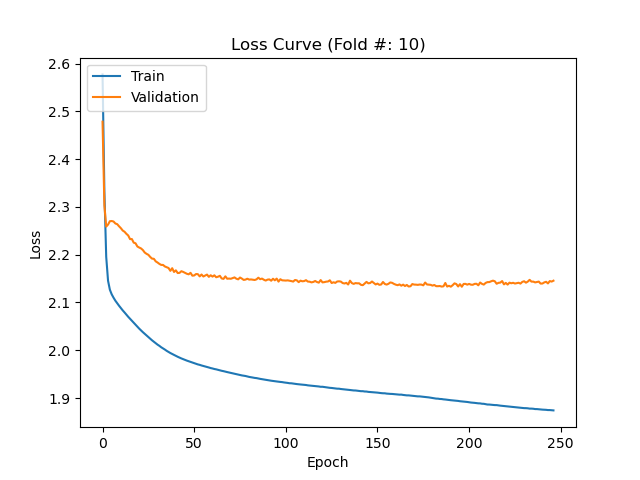 Loss Curve (Fold #: 10)
Train
Validation
2.6
2.5
2.4
2.3
2.2
2.1
2.0
1.9
Loss
0 50 100 150 200 250
Epoch